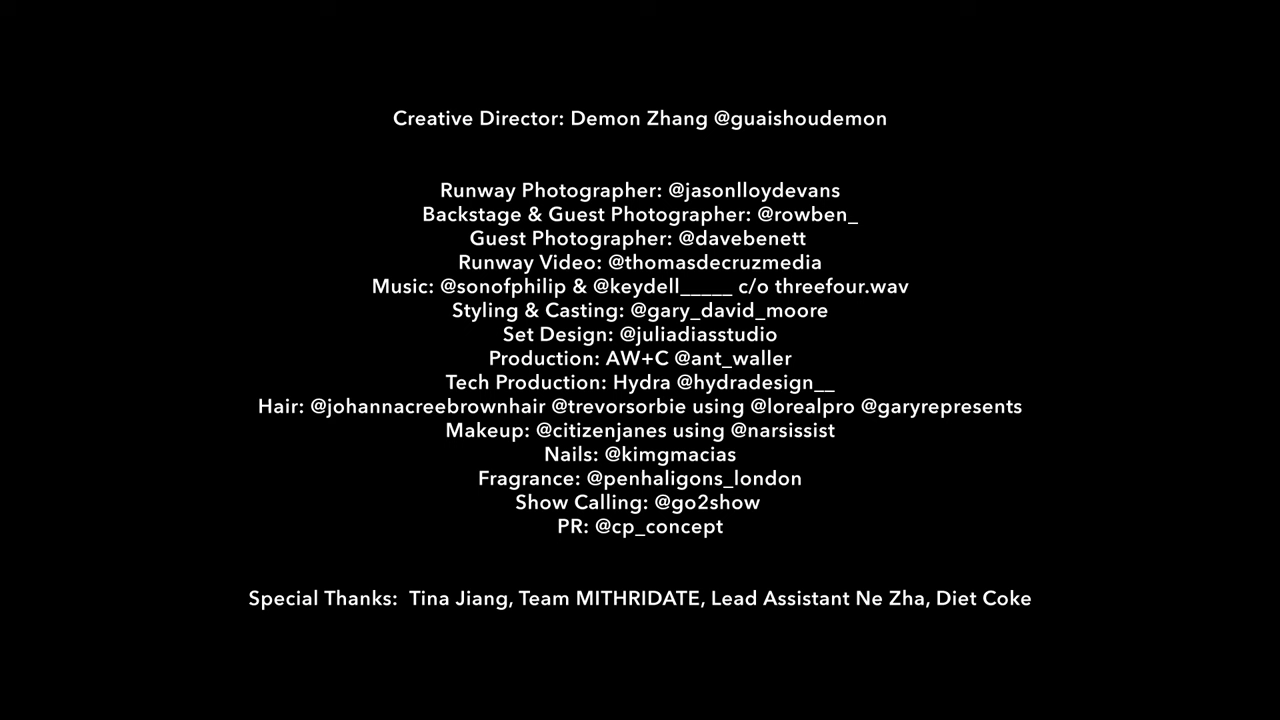 Creative Director: Demon Zhang @guaishoudemon
Runway Photographer: @jasonlloydevans
Backstage & Guest Photographer: @rowben_
Guest Photographer: @davebenett
Runway Video: @thomasdecruzmedia
Music: @sonofphilip & @keydell_____ c/o threefour.wav
Styling & Casting: @gary_david_moore
Set Design: @juliadiasstudio
Production: AW+C @ant_waller
Tech Production: Hydra @hydradesign__
Hair: @johannacreebrownhair @trevorsorbie using @lorealpro @garyrepresents
Makeup: @citizenjanes using @narsissist
Nails: @kimgmacias
Fragrance: @penhaligons_london
Show Calling: @go2show
PR: @cp_concept
Special Thanks:  Tina Jiang, Team MITHRIDATE, Lead Assistant Ne Zha, Diet Coke